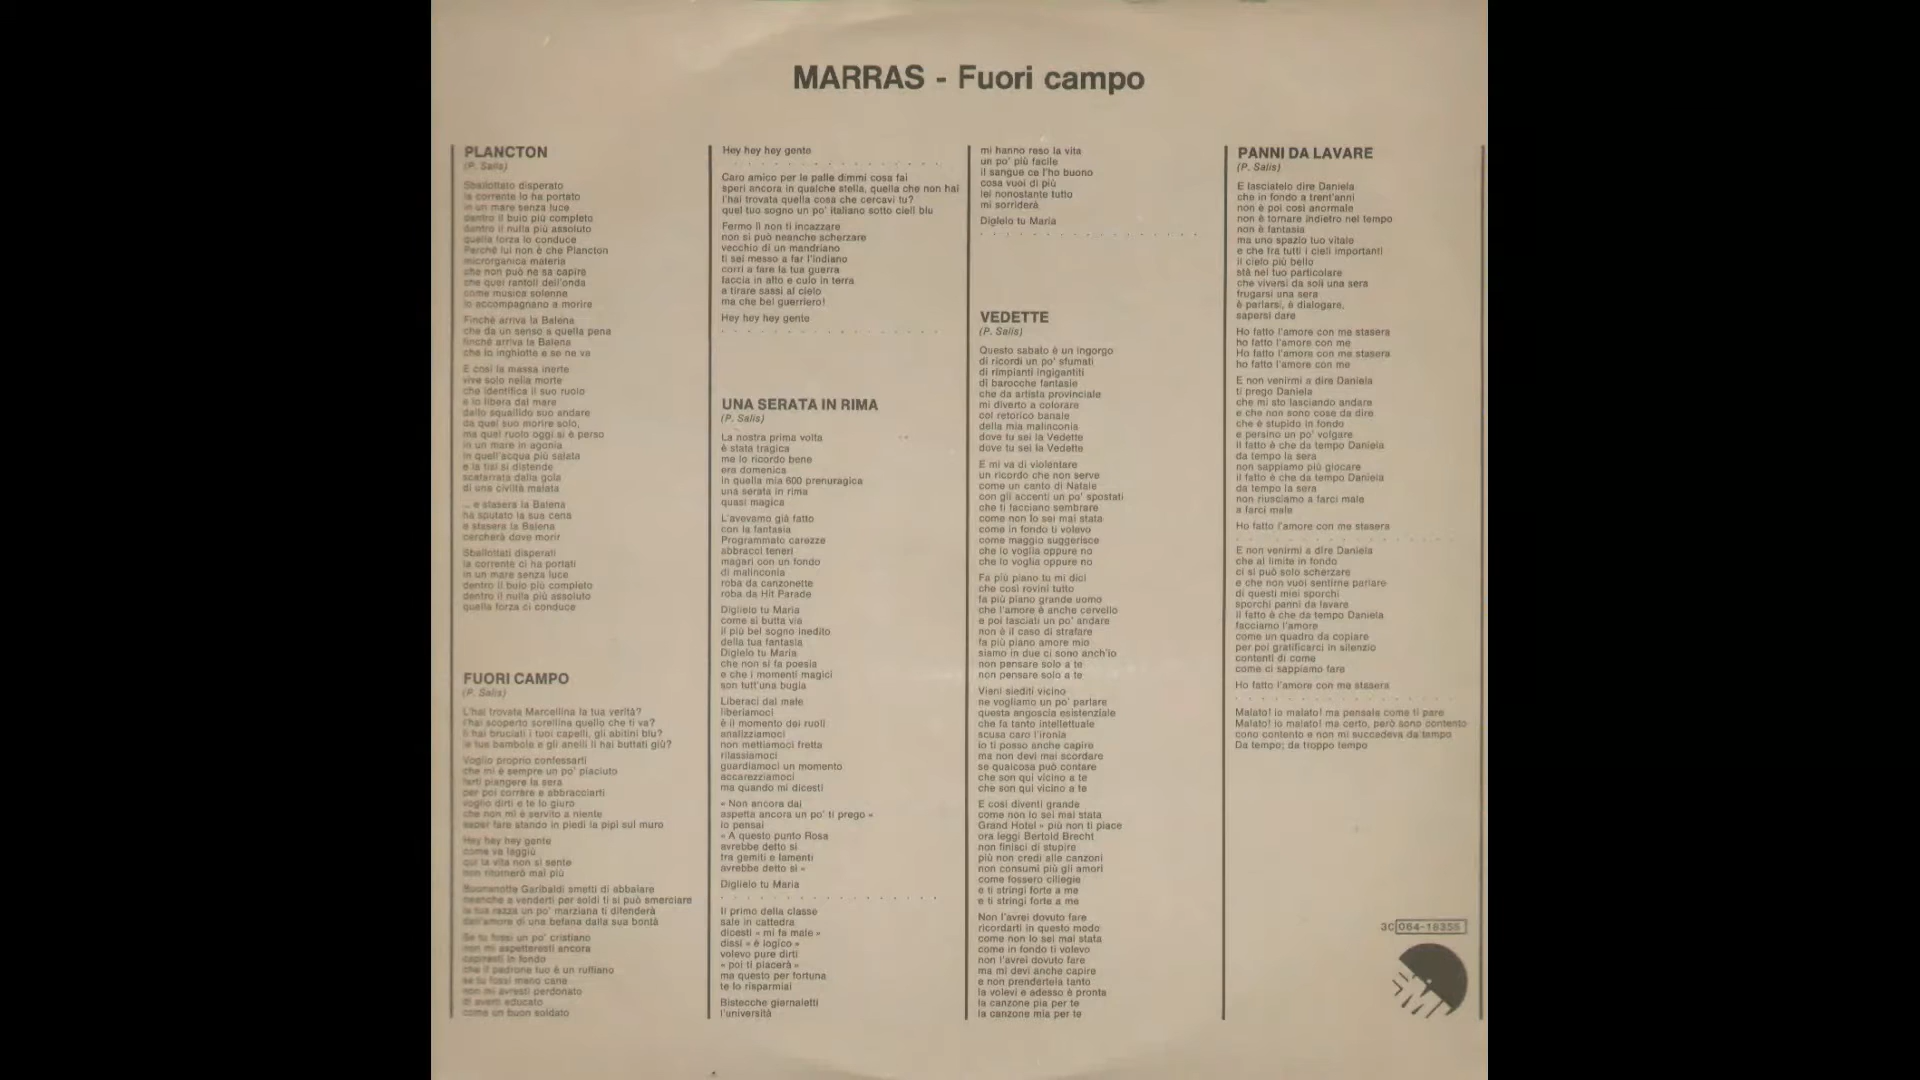 MARRAS - Fuori campo
PLANCTON
(P. Salis)
Sballottato disperato
la corrente lo ha portato
in un mare senza luce
dentro il buio più completo
dentro il nulla più assoluto
quella forza lo conduce
Perchè lui non è che Plancton
microrganica materia
che non può ne sa capire
che quei rantoli dell'onda
come musica solenne
lo accompagnano a morire
Finchè arriva la Balena
che da un senso a quella pena
finchè arriva la Balena
che lo inghiotte e se ne va
E così la massa inerte
vive solo nella morte
che identifica il suo ruolo
e lo libera dal mare
dallo squallido suo andare
da quel suo morire solo,
ma quel ruolo oggi si è perso
in un mare in agonia
in quell'acqua più salata
e la tisi si distende
scatarrata dalla gola
di una civiltà malata
... e stasera la Balena
ha sputato la sua cena
e stasera la Balena
cercherà dove morir
Sballottati disperati
la corrente ci ha portati
in un mare senza luce
dentro il buio più completo
dentro il nulla più assoluto
quella forza ci conduce
FUORI CAMPO
(P. Salis)
L'hai trovata Marcellina la tua verità?
l'hai scoperto sorellina quello che ti va?
li hai bruciati i tuoi capelli, gli abitini blu?
le tue bambole e gli anelli li hai buttati giù?
Voglio proprio confessarti
che mi è sempre un po' piaciuto
farti piangere la sera
per poi correre e abbracciarti
voglio dirti e te lo giuro
che non mi è servito a niente
saper fare stando in piedi la pipì sul muro
Hey hey hey gente
come va laggiù
qui la vita non si sente
non ritornerò mai più
Buonanotte Garibaldi smetti di abbaiare
neanche a venderti per soldi ti si può smerciare
la tua razza un po' marziana ti difenderà
dall'amore di una befana dalla sua bontà
Se tu fossi un po' cristiano
non mi aspetteresti ancora
capiresti in fondo
che il padrone tuo è un ruffiano
se tu fossi meno cane
non mi avresti perdonato
di averti educato
come un buon soldato
Hey hey hey gente
. . . . . . . . . . . . . . .
Caro amico per le palle dimmi cosa fai
speri ancora in qualche stella, quella che non hai
l'hai trovata quella cosa che cercavi tu?
quel tuo sogno un po' italiano sotto cieli blu
Fermo lì non ti incazzare
non si può neanche scherzare
vecchio di un mandriano
ti sei messo a far l'indiano
corri a fare la tua guerra
faccia in alto e culo in terra
a tirare sassi al cielo
ma che bel guerriero!
Hey hey hey gente
. . . . . . . . . . . . . . .
UNA SERATA IN RIMA
(P. Salis)
La nostra prima volta
è stata tragica
me lo ricordo bene
era domenica
in quella mia 600 prenuragica
una serata in rima
quasi magica
L'avevamo già fatto
con la fantasia
Programmato carezze
abbracci teneri
magari con un fondo
di malinconia
roba da canzonette
roba da Hit Parade
Diglielo tu Maria
come si butta via
il più bel sogno inedito
della tua fantasia
Diglelo tu Maria
che non si fa poesia
e che i momenti magici
son tutt'una bugia
Liberaci dal male
liberiamoci
è il momento dei ruoli
analizziamoci
non mettiamoci fretta
rilassiamoci
guardiamoci un momento
accarezziamoci
ma quando mi dicesti
« Non ancora dai
aspetta ancora un po' ti prego »
io pensai
« A questo punto Rosa
avrebbe detto si
fra gemiti e lamenti
avrebbe detto si »
Diglielo tu Maria
. . . . . . . . . . . . . . .
Il primo della classe
sale in cattedra
dicesti « mi fa male »
dissi « è logico »
volevo pure dirti
« poi ti piacerà »
ma questo per fortuna
te lo risparmiai
Bistecche giornaletti
l'università
mi hanno reso la vita
un po' più facile
il sangue ce l'ho buono
cosa vuoi di più
lei nonostante tutto
mi sorriderà
Diglelo tu Maria
. . . . . . . . . . . . . . .
VEDETTE
(P. Salis)
Questo sabato è un ingorgo
di ricordi un po' sfumati
di rimpianti ingigantiti
di barocche fantasie
che da artista provinciale
mi diverto a colorare
col retorico banale
della mia malinconia
dove tu sei la Vedette
dove tu sei la Vedette
E mi va di violentare
un ricordo che non serve
come un canto di Natale
con gli accenti un po' spostati
che ti facciano sembrare
come non lo sei mai stata
come in fondo ti volevo
come maggio suggerisce
che lo voglia oppure no
che lo voglia oppure no
Fa più piano tu mi dici
che così rovini tutto
fa più piano grande uomo
che l'amore è anche cervello
e poi lasciati un po' andare
non è il caso di strafare
fa più piano amore mio
siamo in due ci sono anch'io
non pensare solo a te
non pensare solo a te
Vieni siediti vicino
ne vogliamo un po' parlare
questa angoscia esistenziale
che fa tanto intellettuale
scusa caro l'ironia
io ti posso anche capire
ma non devi mai scordare
se qualcosa può contare
che son qui vicino a te
che son qui vicino a te
E così diventi grande
come non lo sei mai stata
Grand Hotel » più non ti piace
ora leggi Bertold Brecht
non finisci di stupire
più non credi alle canzoni
non consumi più gli amori
come fossero ciliegie
e ti stringi forte a me
e ti stringi forte a me
Non l'avrei dovuto fare
ricordarti in questo modo
come non lo sei mai stata
come in fondo ti volevo
non l'avrei dovuto fare
ma mi devi anche capire
e non prendertela tanto
la volevi e adesso è pronta
la canzone pia per te
la canzone mia per te
PANNI DA LAVARE
(P. Salis)
E lasciatelo dire Daniela
che in fondo a trent'anni
non è poi così anormale
non è tornare indietro nel tempo
non è fantasia
ma uno spazio tuo vitale
e che fra tutti i cieli importanti
il cielo più bello
stà nel tuo particolare
che viversi da soli una sera
frugarsi una sera
è parlarsi, è dialogare,
sapersi dare
Ho fatto l'amore con me stasera
ho fatto l'amore con me
Ho fatto l'amore con me stasera
ho fatto l'amore con me
E non venirmi a dire Daniela
ti prego Daniela
che mi sto lasciando andare
e che non sono cose da dire
che è stupido in fondo
e persino un po' volgare
il fatto è che da tempo Daniela
da tempo la sera
non sappiamo più giocare
il fatto è che da tempo Daniela
da tempo la sera
non riusciamo a farci male
a farci male
Ho fatto l'amore con me stasera
. . . . . . . . . . . . . . .
E non venirmi a dire Daniela
che al limite in fondo
ci si può solo scherzare
e che non vuoi sentirne parlare
di questi miei sporchi
sporchi panni da lavare
il fatto è che da tempo Daniela
facciamo l'amore
come un quadro da copiare
per poi gratificarci in silenzio
contenti di come
come ci sappiamo fare
Ho fatto l'amore con me stasera
. . . . . . . . . . . . . . .
Malato! io malato! ma pensala come ti pare
Malato! io malato! ma certo, però sono contento
cono contento e non mi succedeva da tempo
Da tempo; da troppo tempo
3C 064-18355
EMI